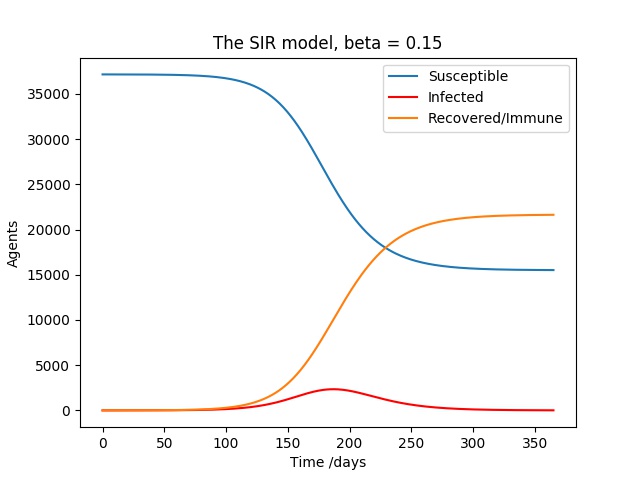 The SIR model, beta = 0.15
Susceptible
Infected
Recovered/Immune
35000
30000
25000
20000
15000
10000
5000
0
Agents
0 50 100 150 200 250 300 350
Time /days